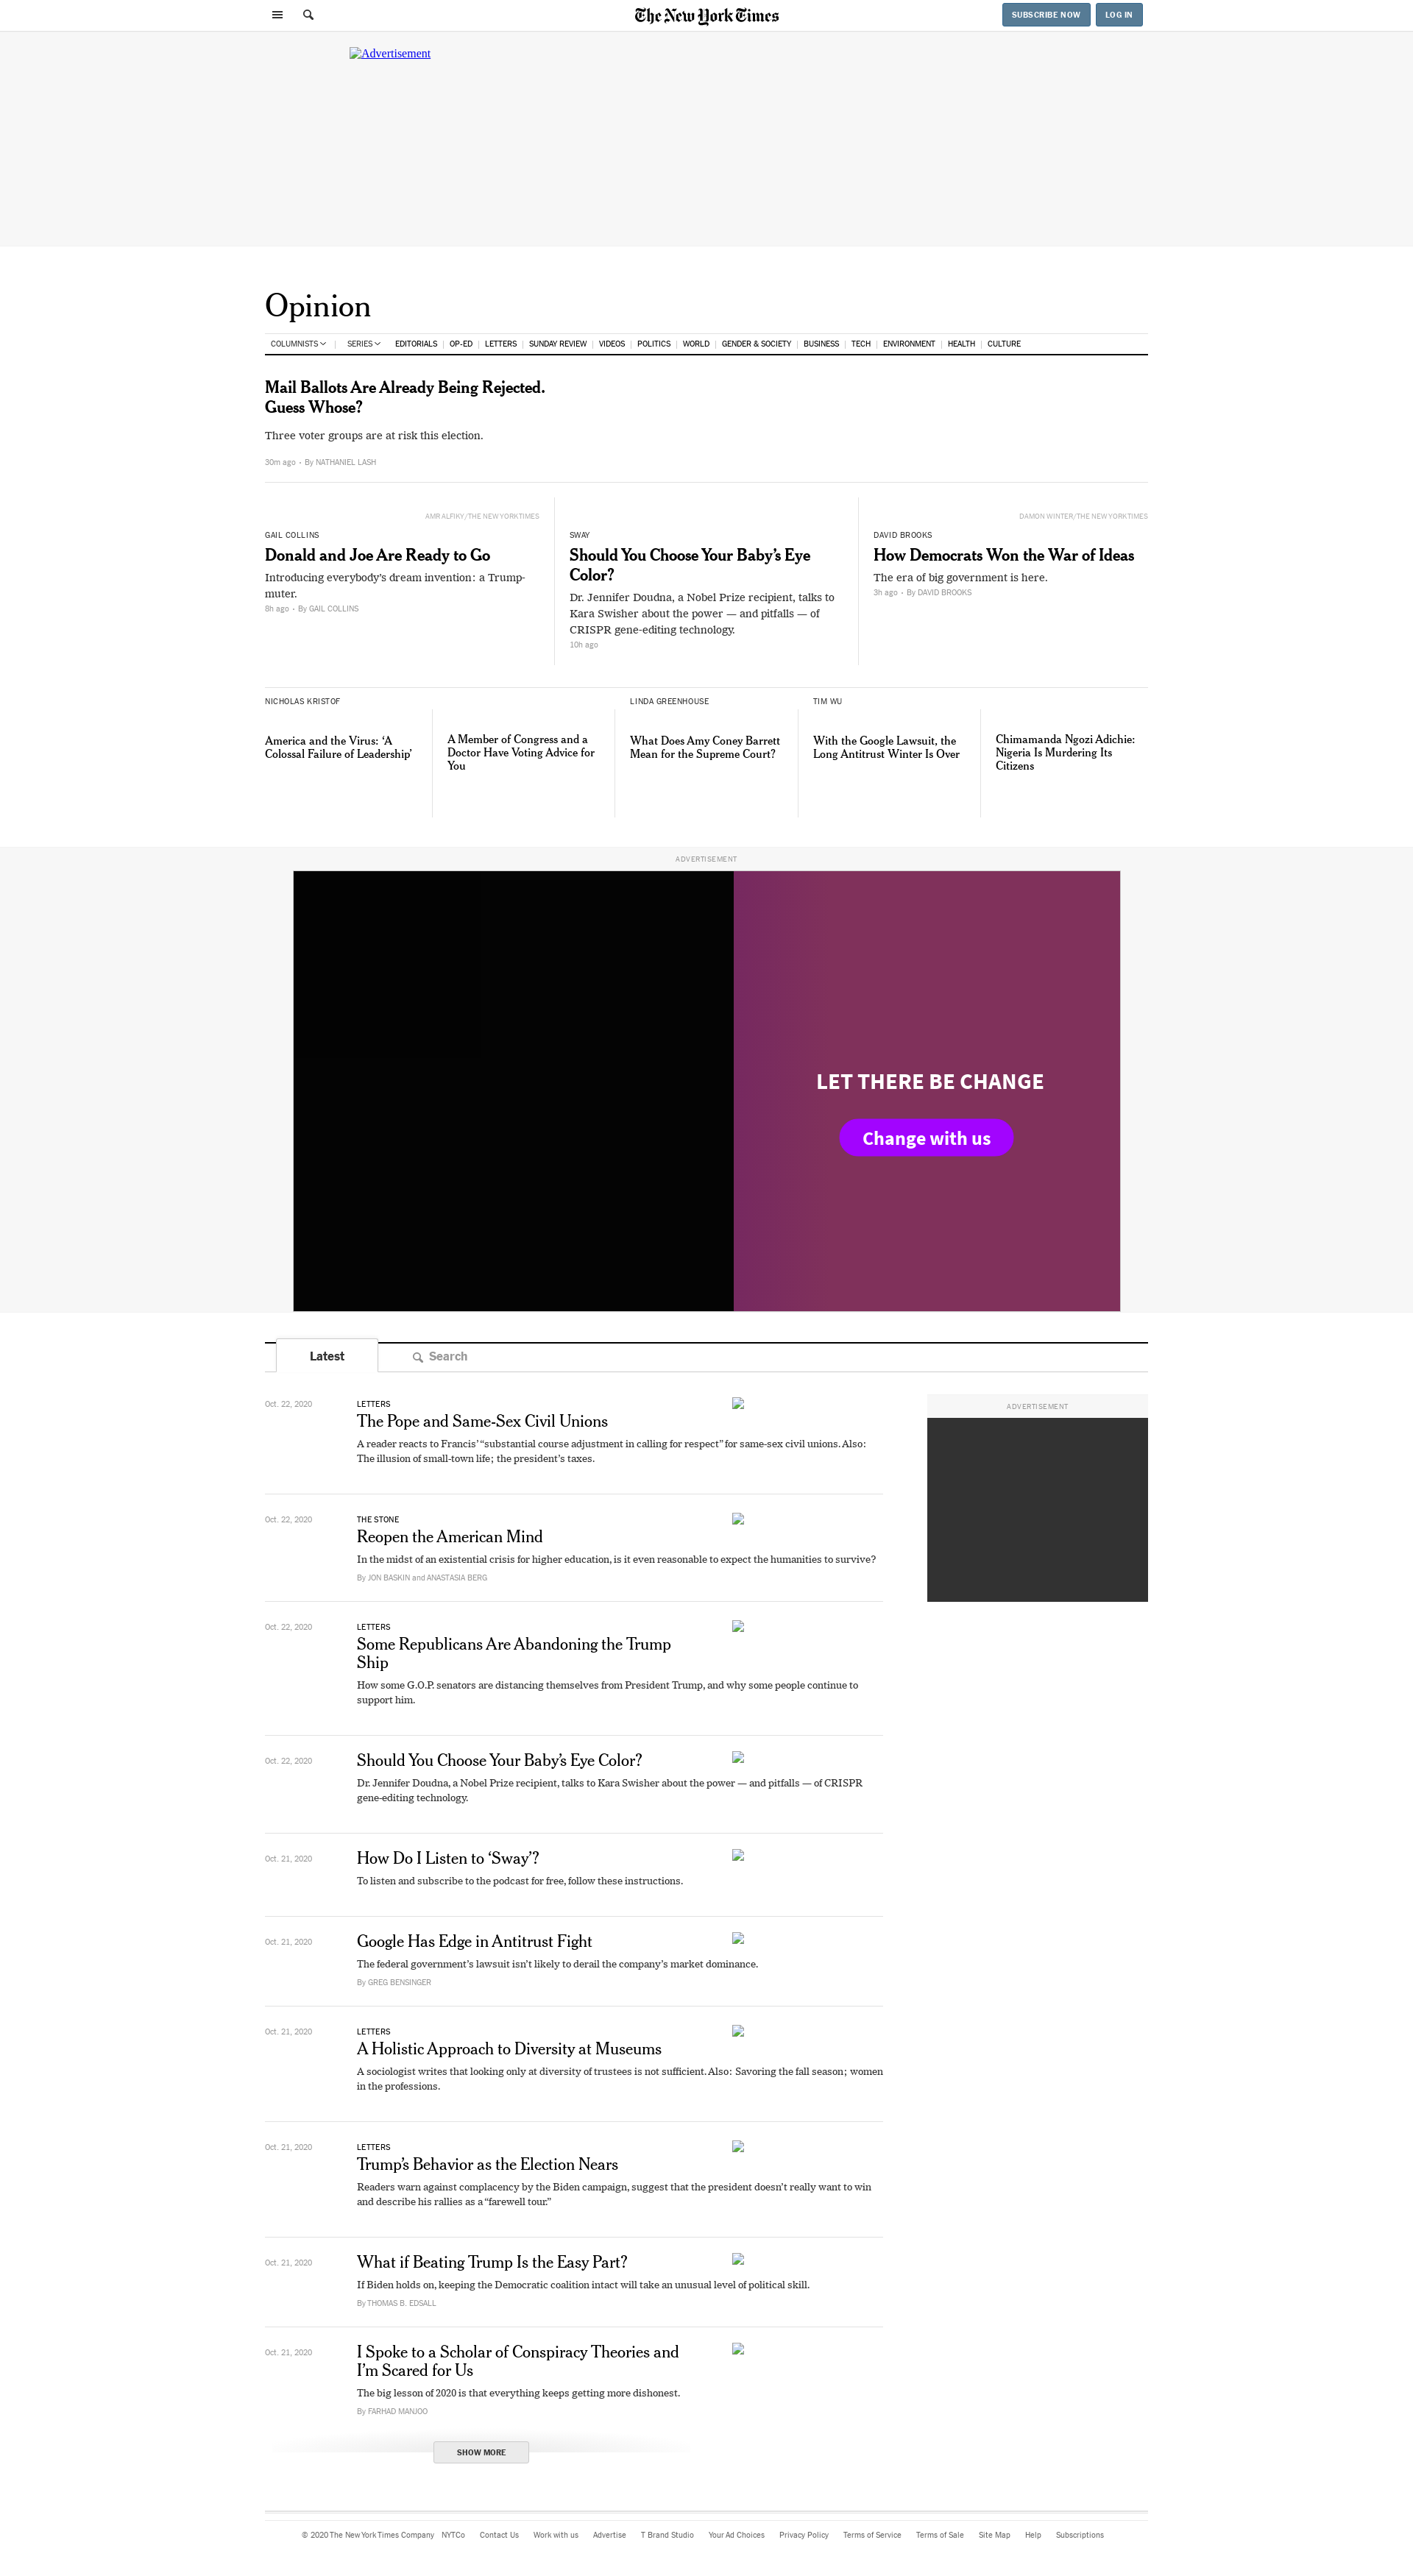 The New York Times
SUBSCRIBE NOW
LOG IN
Advertisement
Opinion
COLUMNISTS SERIES EDITORIALS OP-ED LETTERS SUNDAY REVIEW VIDEOS POLITICS WORLD GENDER & SOCIETY BUSINESS TECH ENVIRONMENT HEALTH CULTURE
Mail Ballots Are Already Being Rejected.
Guess Whose?
Three voter groups are at risk this election.
30m ago • By NATHANIEL LASH
AMR ALFIKY/THE NEW YORK TIMES
GAIL COLLINS
Donald and Joe Are Ready to Go
Introducing everybody’s dream invention: a Trump-
muter.
8h ago • By GAIL COLLINS
SWAY
Should You Choose Your Baby’s Eye
Color?
Dr. Jennifer Doudna, a Nobel Prize recipient, talks to
Kara Swisher about the power — and pitfalls — of
CRISPR gene-editing technology.
10h ago
DAMON WINTER/THE NEW YORK TIMES
DAVID BROOKS
How Democrats Won the War of Ideas
The era of big government is here.
3h ago • By DAVID BROOKS
NICHOLAS KRISTOF
America and the Virus: ‘A
Colossal Failure of Leadership’
A Member of Congress and a
Doctor Have Voting Advice for
You
LINDA GREENHOUSE
What Does Amy Coney Barrett
Mean for the Supreme Court?
TIM WU
With the Google Lawsuit, the
Long Antitrust Winter Is Over
Chimamanda Ngozi Adichie:
Nigeria Is Murdering Its
Citizens
ADVERTISEMENT
LET THERE BE CHANGE
Change with us
Latest
Search
ADVERTISEMENT
Oct. 22, 2020
LETTERS
The Pope and Same-Sex Civil Unions
A reader reacts to Francis’ “substantial course adjustment in calling for respect” for same-sex civil unions. Also:
The illusion of small-town life; the president’s taxes.
Oct. 22, 2020
THE STONE
Reopen the American Mind
In the midst of an existential crisis for higher education, is it even reasonable to expect the humanities to survive?
By JON BASKIN and ANASTASIA BERG
Oct. 22, 2020
LETTERS
Some Republicans Are Abandoning the Trump
Ship
How some G.O.P. senators are distancing themselves from President Trump, and why some people continue to
support him.
Oct. 22, 2020
Should You Choose Your Baby’s Eye Color?
Dr. Jennifer Doudna, a Nobel Prize recipient, talks to Kara Swisher about the power — and pitfalls — of CRISPR
gene-editing technology.
Oct. 21, 2020
How Do I Listen to ‘Sway’?
To listen and subscribe to the podcast for free, follow these instructions.
Oct. 21, 2020
Google Has Edge in Antitrust Fight
The federal government’s lawsuit isn’t likely to derail the company’s market dominance.
By GREG BENSINGER
Oct. 21, 2020
LETTERS
A Holistic Approach to Diversity at Museums
A sociologist writes that looking only at diversity of trustees is not sufficient. Also: Savoring the fall season; women
in the professions.
Oct. 21, 2020
LETTERS
Trump’s Behavior as the Election Nears
Readers warn against complacency by the Biden campaign, suggest that the president doesn’t really want to win
and describe his rallies as a “farewell tour.”
Oct. 21, 2020
What if Beating Trump Is the Easy Part?
If Biden holds on, keeping the Democratic coalition intact will take an unusual level of political skill.
By THOMAS B. EDSALL
Oct. 21, 2020
I Spoke to a Scholar of Conspiracy Theories and
I’m Scared for Us
The big lesson of 2020 is that everything keeps getting more dishonest.
By FARHAD MANJOO
SHOW MORE
© 2020 The New York Times Company NYTCo Contact Us Work with us Advertise T Brand Studio Your Ad Choices Privacy Policy Terms of Service Terms of Sale Site Map Help Subscriptions